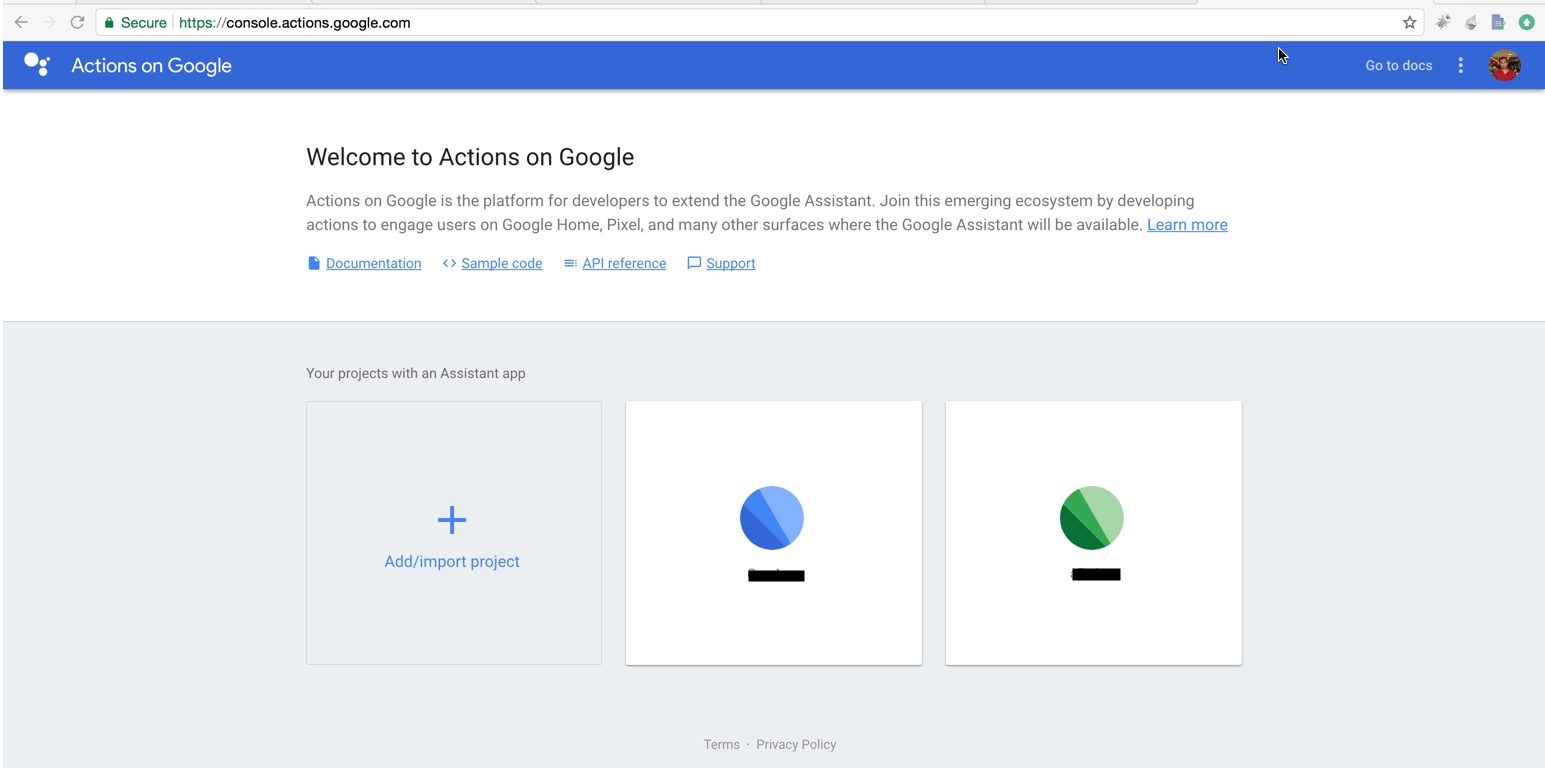 Secure https://console.actions.google.com
Actions on Google Go to docs
Welcome to Actions on Google
Actions on Google is the platform for developers to extend the Google Assistant. Join this emerging ecosystem by developing
actions to engage users on Google Home, Pixel, and many other surfaces where the Google Assistant will be available. Learn more
Documentation Sample code API reference Support
Your projects with an Assistant app
Add/import project
Terms · Privacy Policy